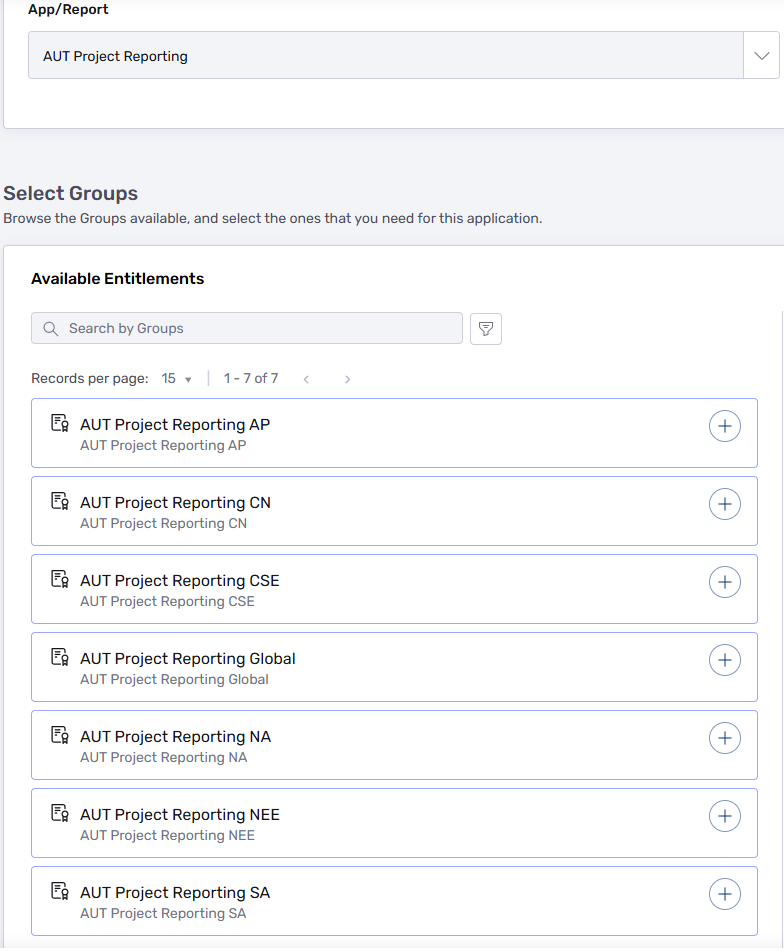 App/Report
AUT Project Reporting
Select Groups
Browse the Groups available, and select the ones that you need for this application.
Available Entitlements
Search by Groups
Records per page: 15 1 - 7 of 7
AUT Project Reporting AP
AUT Project Reporting AP
AUT Project Reporting CN
AUT Project Reporting CN
AUT Project Reporting CSE
AUT Project Reporting CSE
AUT Project Reporting Global
AUT Project Reporting Global
AUT Project Reporting NA
AUT Project Reporting NA
AUT Project Reporting NEE
AUT Project Reporting NEE
AUT Project Reporting SA
AUT Project Reporting SA